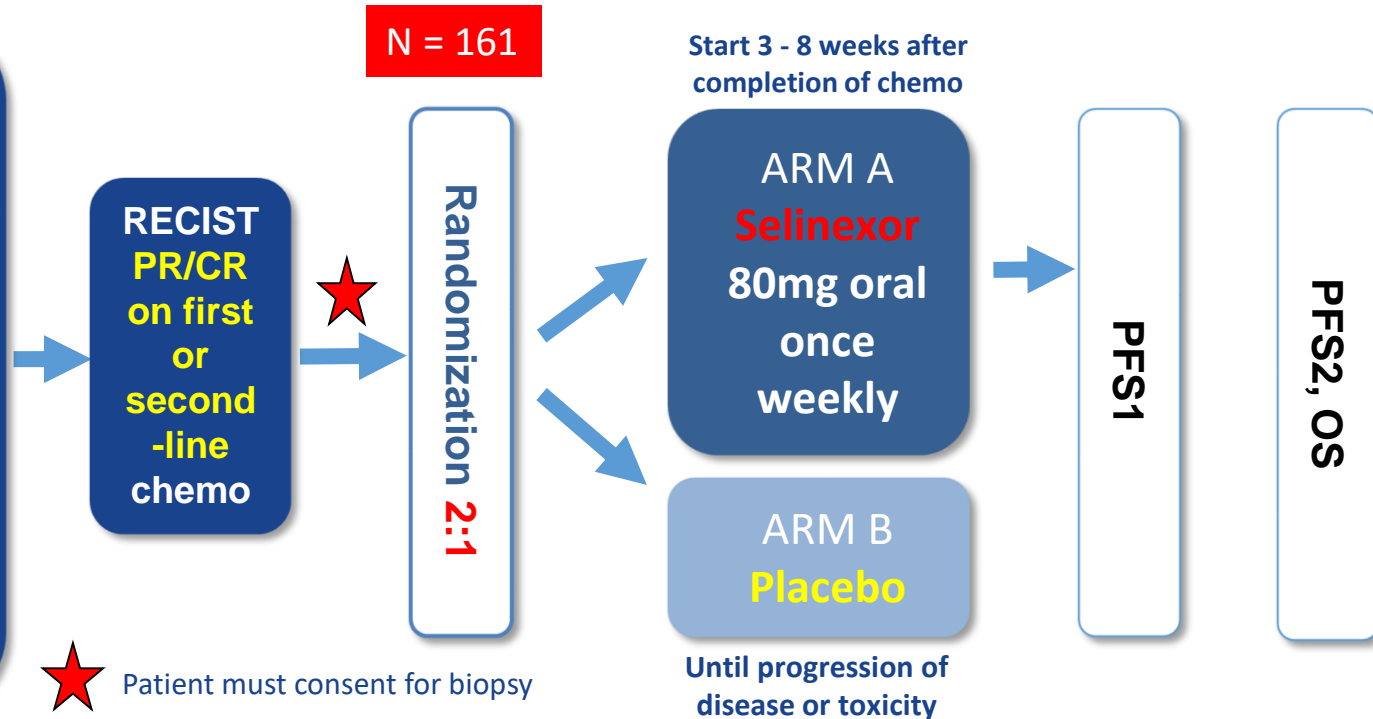 N = 161
Start 3 - 8 weeks after
completion of chemo
RECIST
PR/CR
on first
or
second
-line
chemo
Randomization 2:1
ARM A
Selinexor
80mg oral
once
weekly
ARM B
Placebo
Until progression of
disease or toxicity
PFS1
PFS2, OS
Patient must consent for biopsy